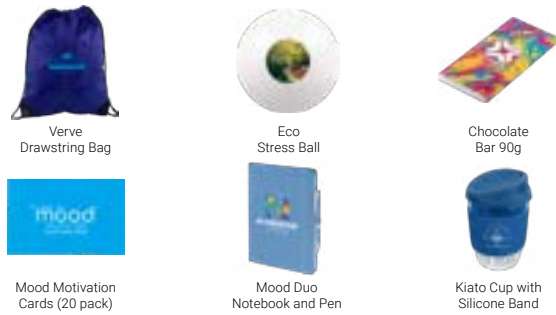 Verve
Drawstring Bag
Eco
Stress Ball
Chocolate
Bar 90g
mood
Mood Motivation
Cards (20 pack)
Mood Duo
Notebook and Pen
Kiato Cup with
Silicone Band